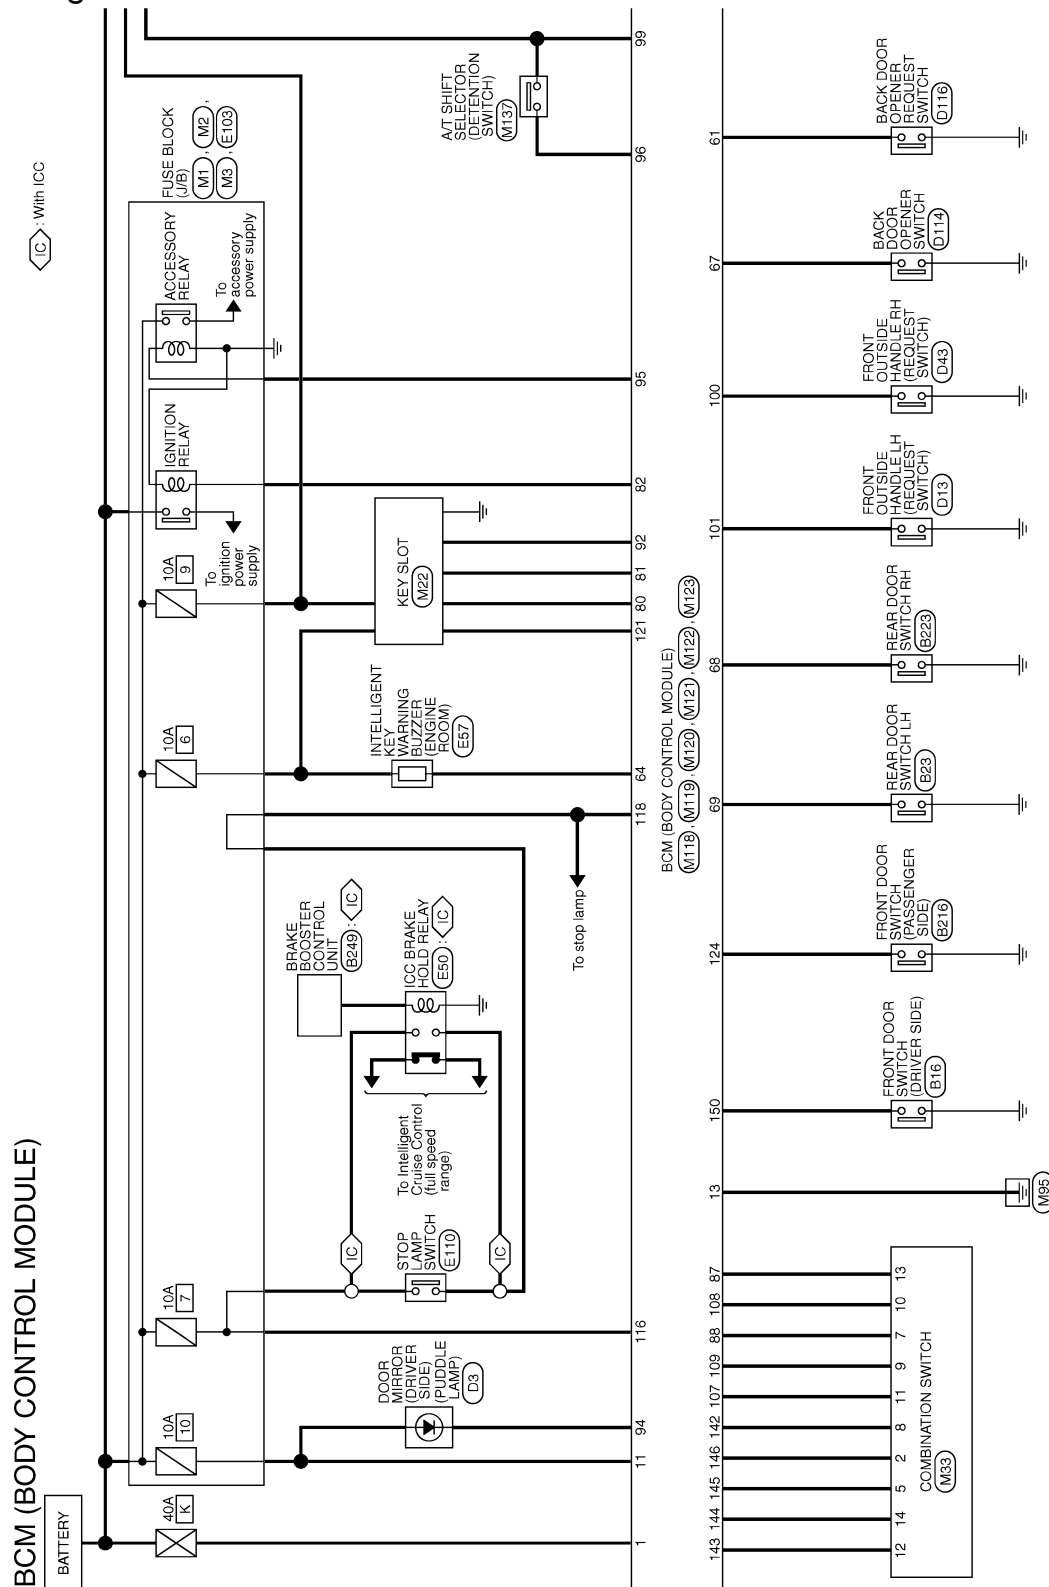 BCM (BODY CONTROL MODULE)
BATTERY
IC : With ICC
40A
K
10A
10
10A
7
10A
6
10A
9
To
ignition
power
supply
IGNITION
RELAY
ACCESSORY
RELAY
To
accessory
power supply
FUSE BLOCK
(J/B)
M1 , M2 ,
M3 , E103
DOOR
MIRROR
(DRIVER
SIDE)
(PUDDLE
LAMP)
D3
STOP
LAMP
SWITCH
E110
IC
IC
To Intelligent
Cruise Control
(full speed
range)
BRAKE
BOOSTER
CONTROL
UNIT
B249 : IC
ICC BRAKE
HOLD RELAY
E50 : IC
To stop lamp
INTELLIGENT
KEY
WARNING
BUZZER
(ENGINE
ROOM)
E57
KEY SLOT
M22
A/T SHIFT
SELECTOR
(DETENTION
SWITCH)
M137
1
11
94
116
118
64
121
80
81
92
82
95
96
99
BCM (BODY CONTROL MODULE)
M118 , M119 , M120 , M121 , M122 , M123
143
144
145
146
142
107
109
88
108
87
13
150
124
69
68
101
100
67
61
12
14
5
2
8
11
9
7
10
13
COMBINATION SWITCH
M33
M95
FRONT DOOR
SWITCH
(DRIVER SIDE)
B16
FRONT DOOR
SWITCH
(PASSENGER
SIDE)
B216
REAR DOOR
SWITCH LH
B23
REAR DOOR
SWITCH RH
B223
FRONT
OUTSIDE
HANDLE LH
(REQUEST
SWITCH)
D13
FRONT
OUTSIDE
HANDLE RH
(REQUEST
SWITCH)
D43
BACK
DOOR
OPENER
SWITCH
D114
BACK DOOR
OPENER
REQUEST
SWITCH
D116